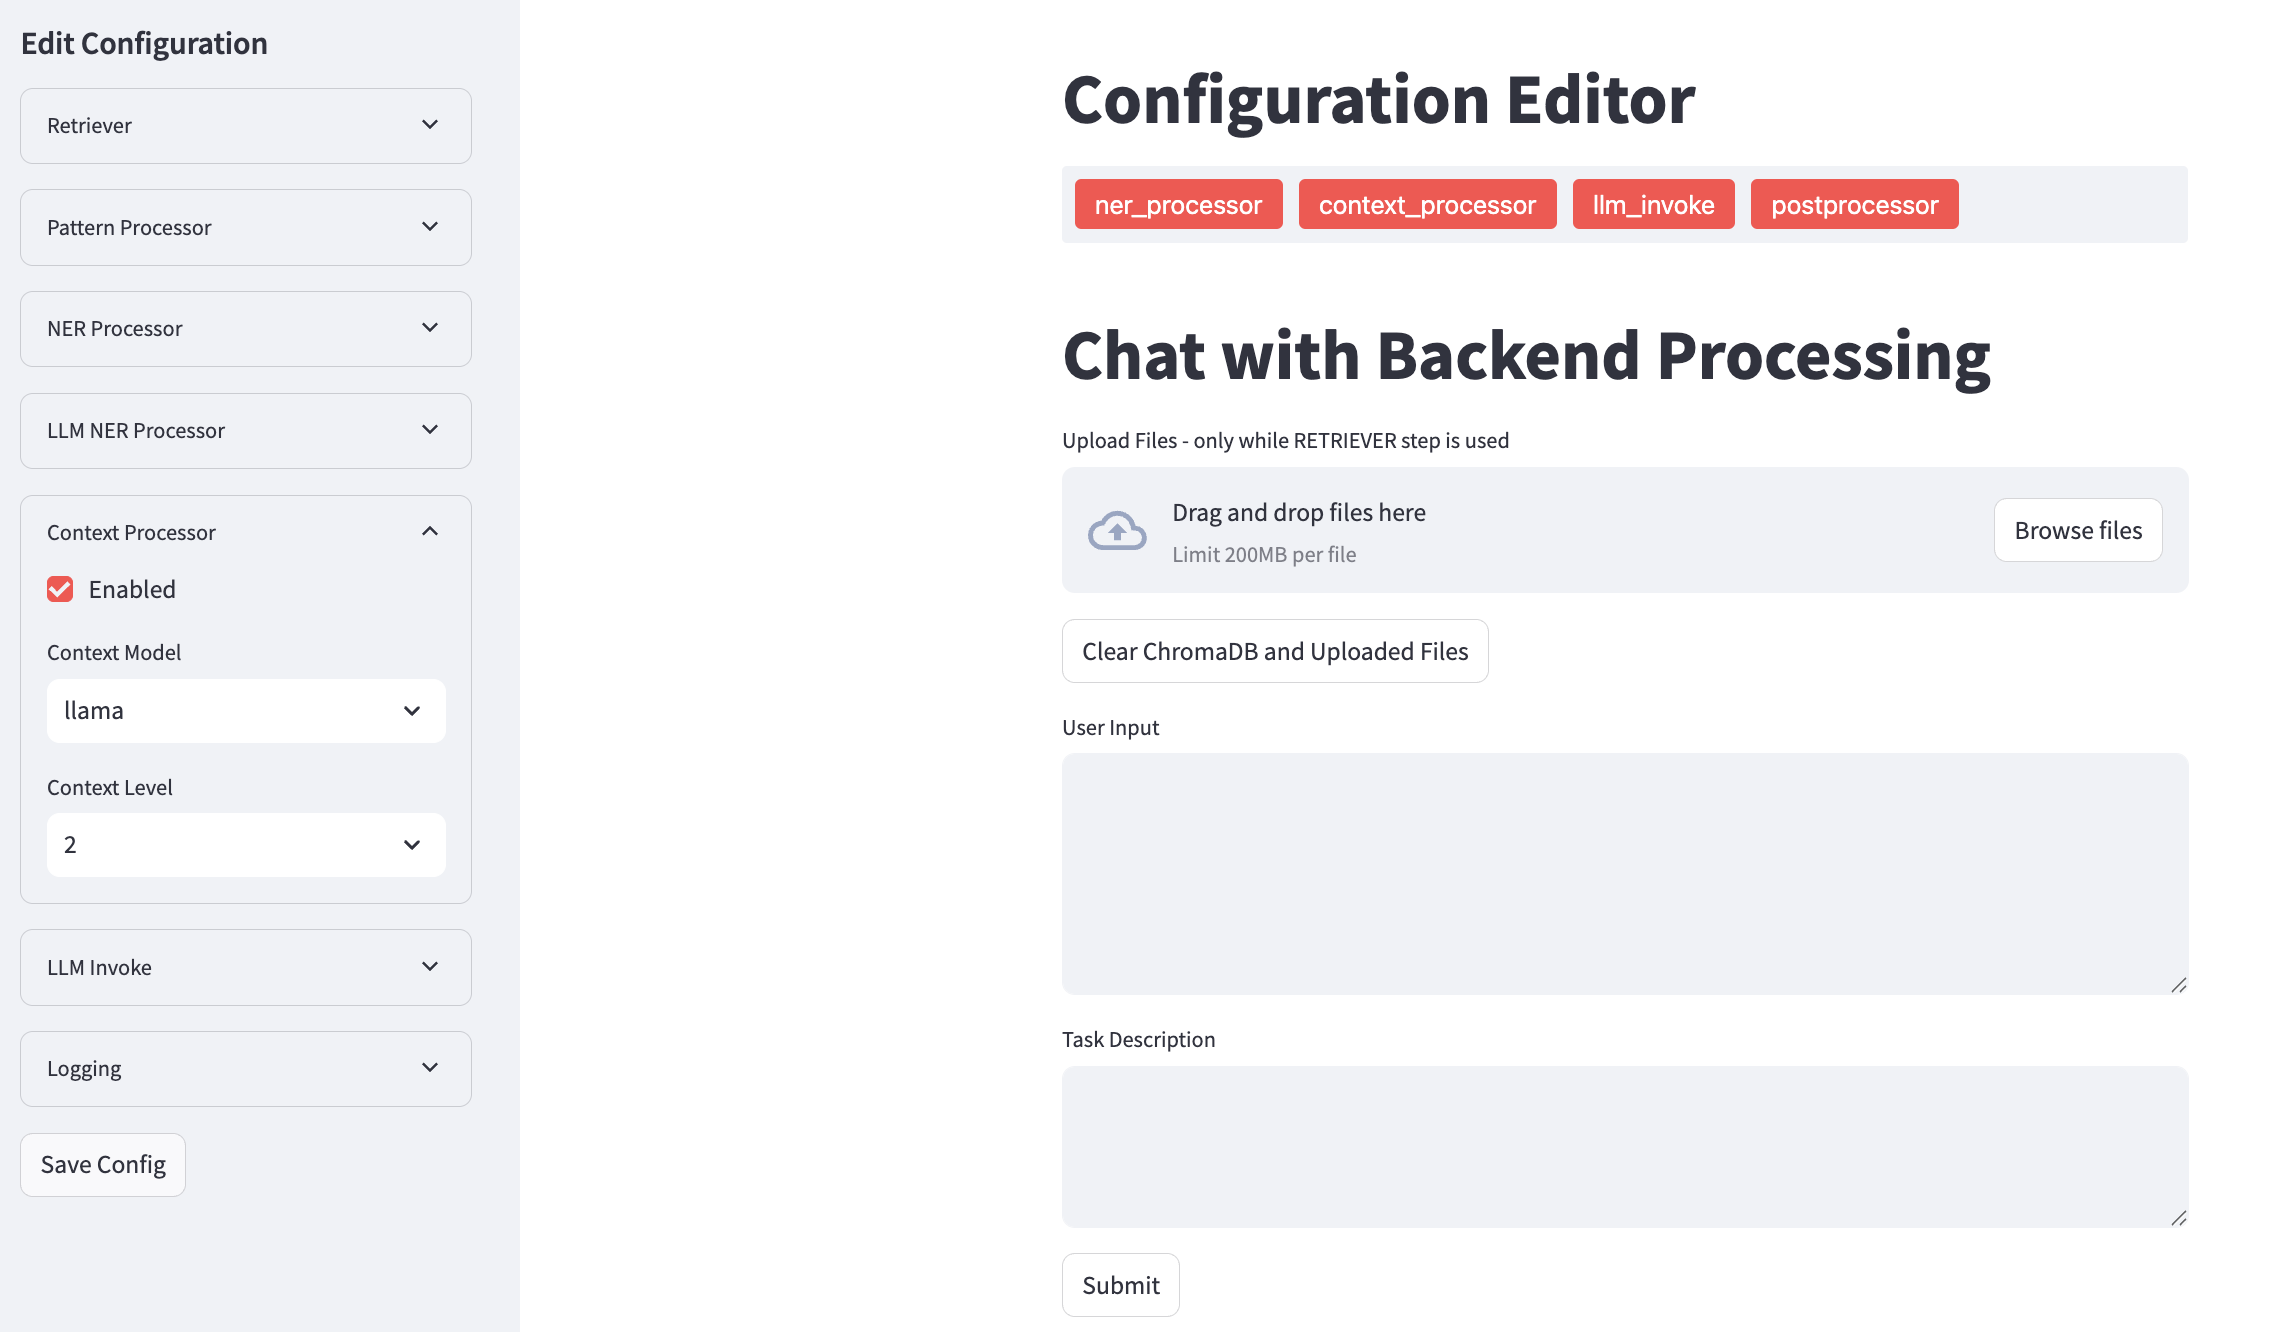 Edit Configuration
Retriever
Pattern Processor
NER Processor
LLM NER Processor
Context Processor
Enabled
Context Model
llama
Context Level
2
LLM Invoke
Logging
Save Config
Configuration Editor
ner_processor context_processor llm_invoke postprocessor
Chat with Backend Processing
Upload Files - only while RETRIEVER step is used
Drag and drop files here
Limit 200MB per file
Browse files
Clear ChromaDB and Uploaded Files
User Input
Task Description
Submit